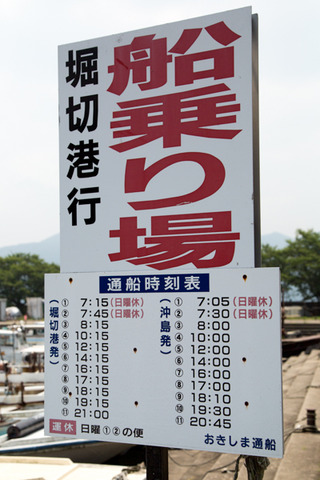 船乗り場
堀切港行
通船時刻表
(堀切港発)
① 7:15 (日曜休)
② 7:45 (日曜休)
③ 8:15
④ 10:15
⑤ 12:15
⑥ 14:15
⑦ 16:15
⑧ 17:15
⑨ 18:15
⑩ 19:15
⑪ 21:00
(沖島発)
① 7:05 (日曜休)
② 7:30 (日曜休)
③ 8:00
④ 10:00
⑤ 12:00
⑥ 14:00
⑦ 16:00
⑧ 17:00
⑨ 18:10
⑩ 19:30
⑪ 20:45
運休 日曜①②の便
おきしま通船